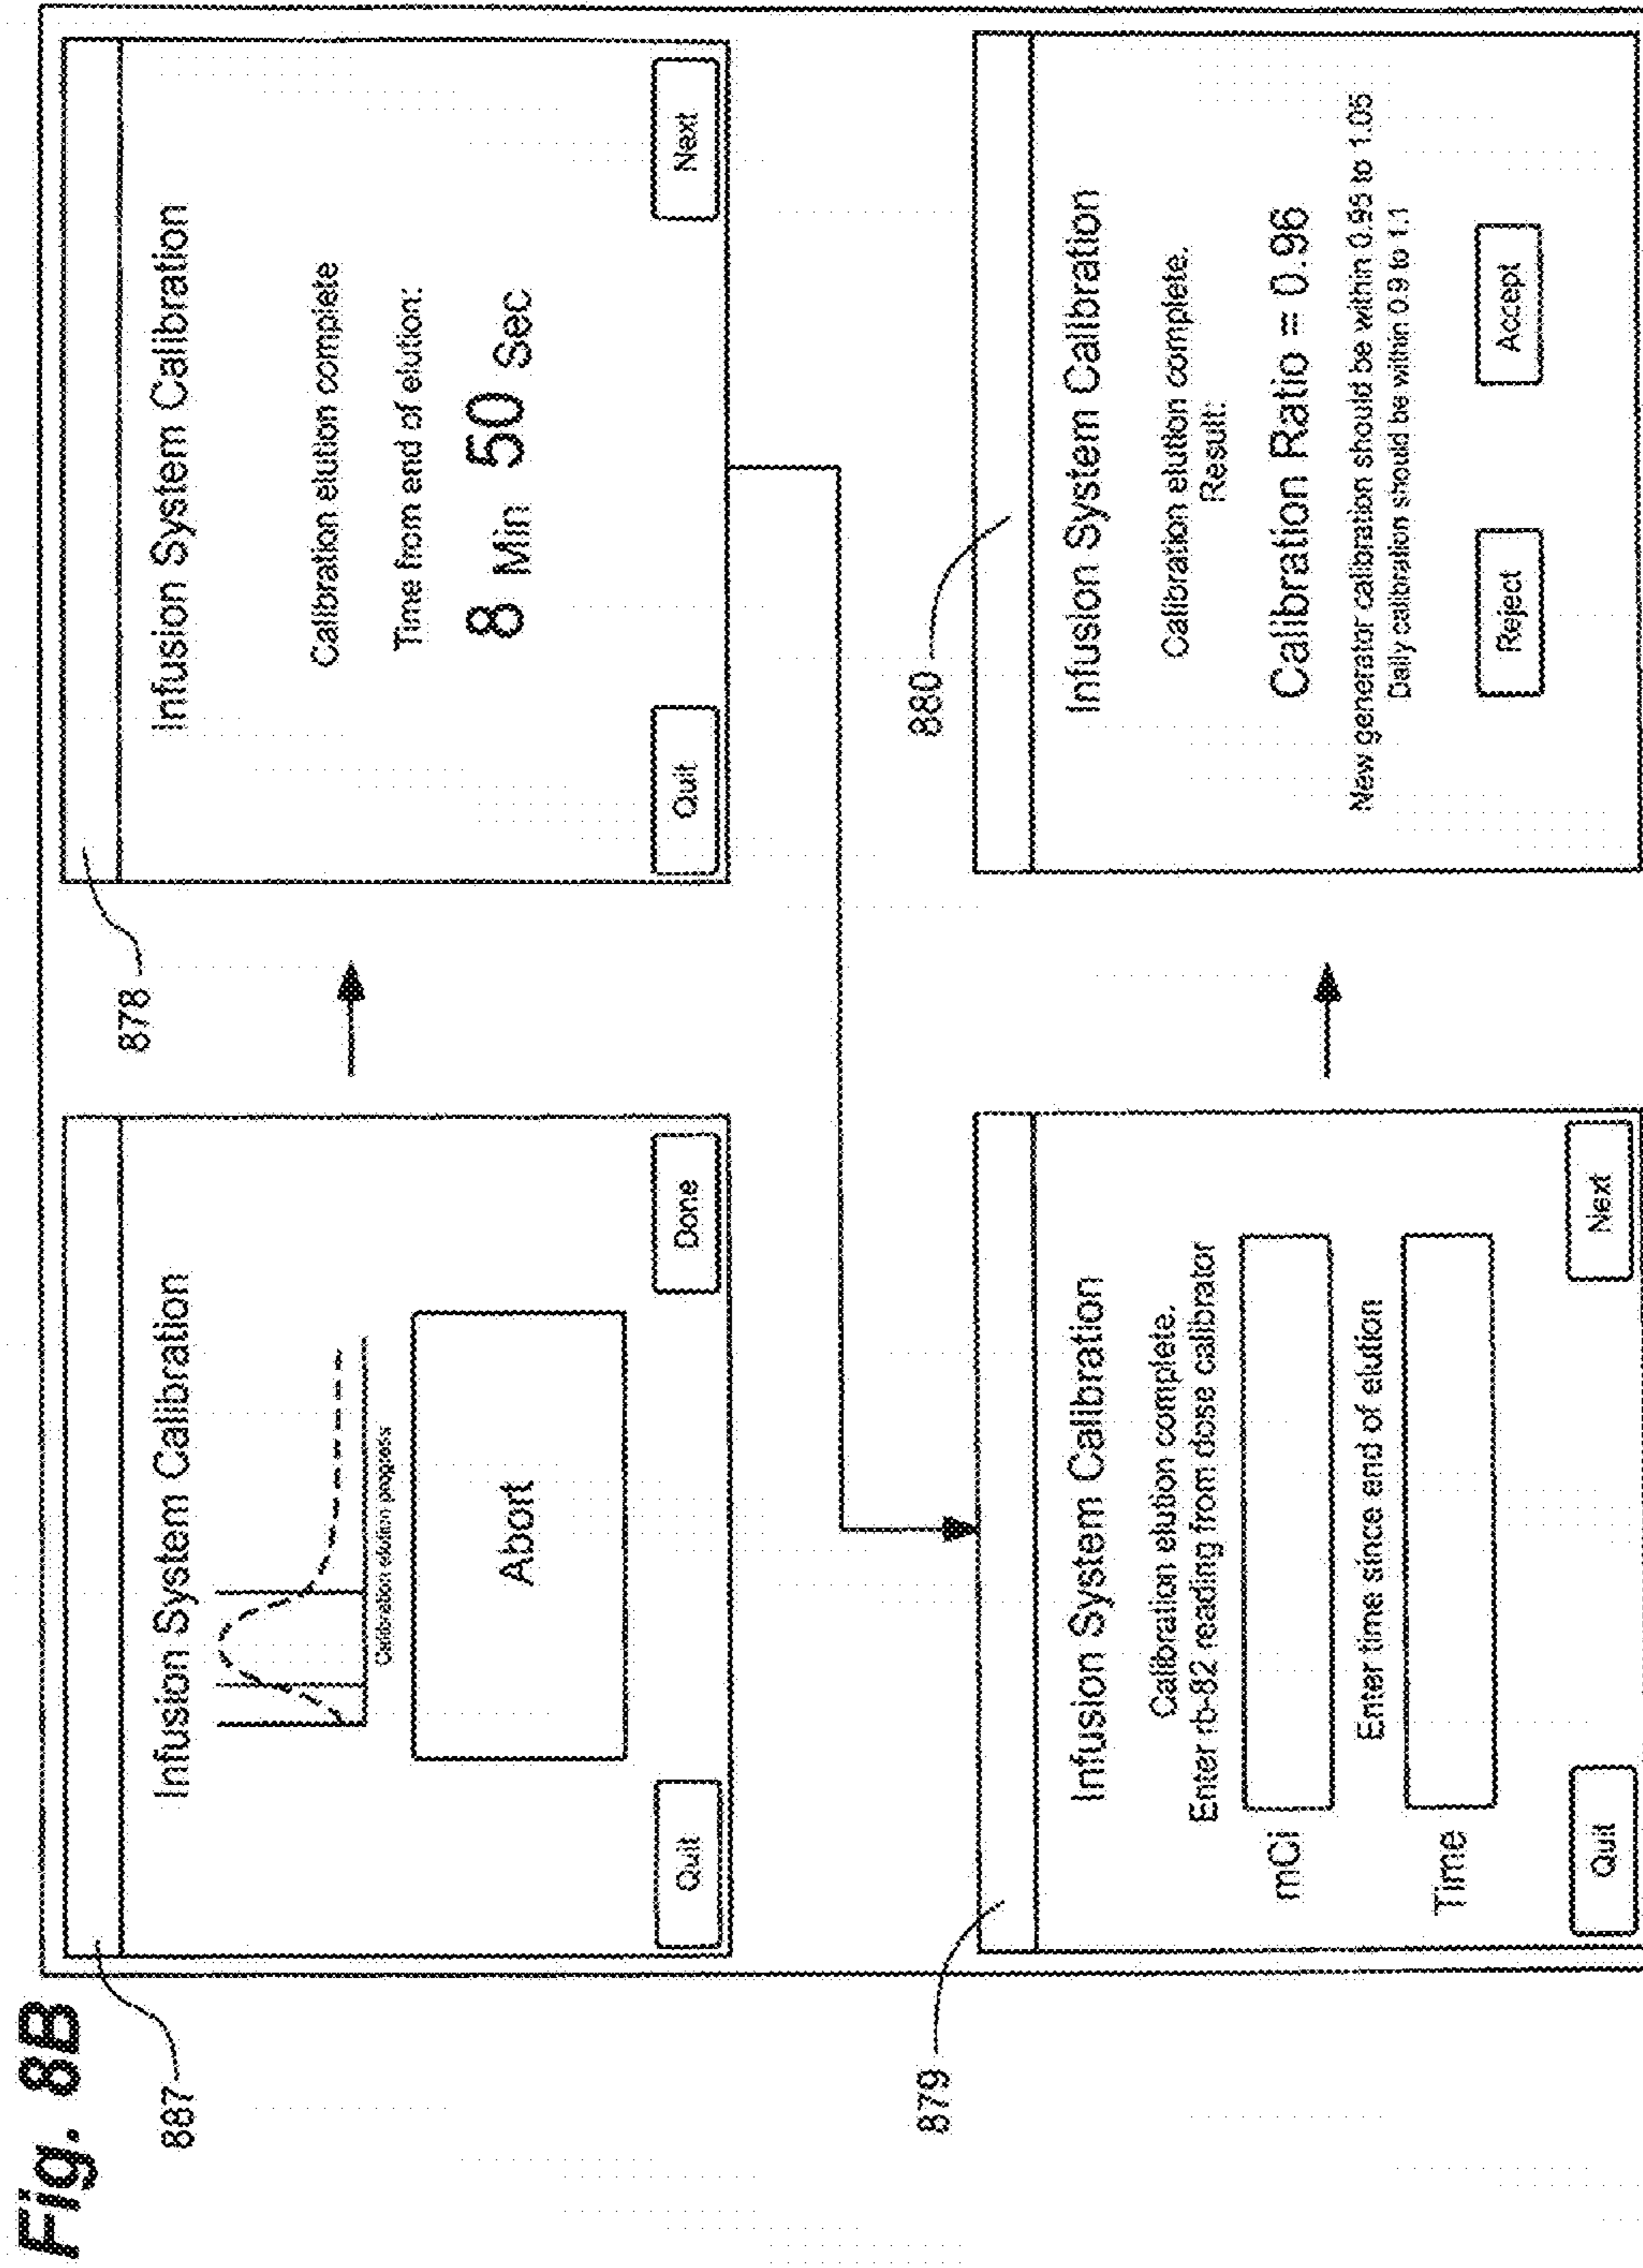 Fig. 8B
887
Infusion System Calibration
Calibration elution progress
Abort
Quit
Done
878
Infusion System Calibration
Calibration elution complete
Time from end of elution:
8 Min 50 Sec
Quit
Next
879
Infusion System Calibration
Calibration elution complete.
Enter rb-82 reading from dose calibrator
mCi
Enter time since end of elution
Time
Quit
Next
880
Infusion System Calibration
Calibration elution complete.
Result:
Calibration Ratio = 0.96
New generator calibration should be within 0.95 to 1.05
Daily calibration should be within 0.9 to 1.1
Reject
Accept